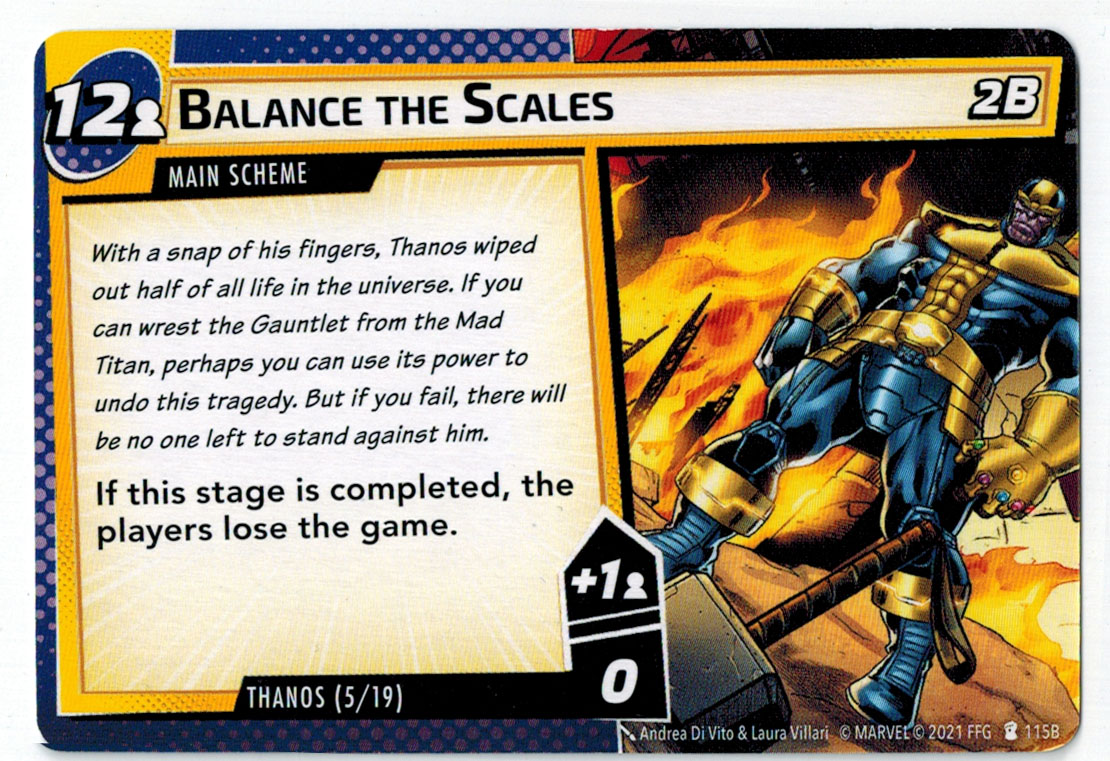 12
BALANCE THE SCALES
2B
MAIN SCHEME
With a snap of his fingers, Thanos wiped
out half of all life in the universe. If you
can wrest the Gauntlet from the Mad
Titan, perhaps you can use its power to
undo this tragedy. But if you fail, there will
be no one left to stand against him.
If this stage is completed, the
players lose the game.
+1
0
THANOS (5/19)
Andrea Di Vito & Laura Villari © MARVEL © 2021 FFG 115B